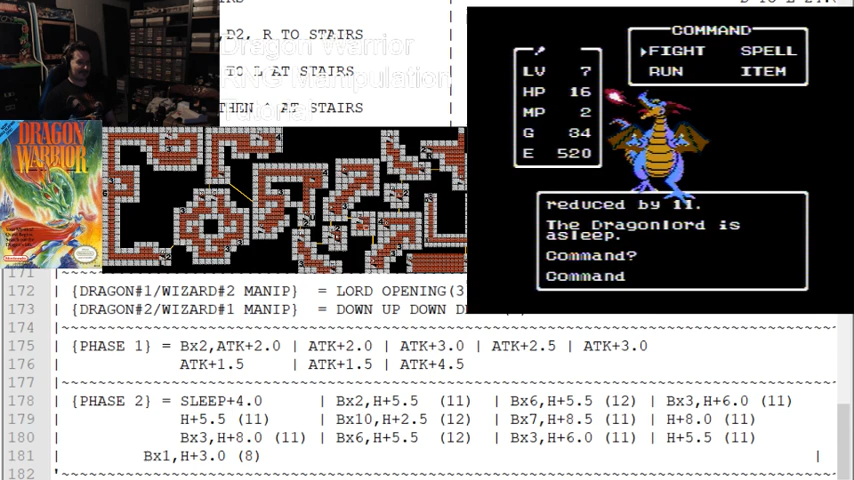 D2, R TO STAIRS
TO L AT STAIRS
THEN ^ AT STAIRS
Dragon Warrior
RNG Manipulation
Tutorial
DRAGON
WARRIOR
COMMAND
FIGHT SPELL
RUN ITEM
LV 7
HP 16
MP 2
G 34
E 520
reduced by 11.
The Dragonlord is
asleep.
Command?
Command
171
172 | {DRAGON#1/WIZARD#2 MANIP} = LORD OPENING(3
173 | {DRAGON#2/WIZARD#1 MANIP} = DOWN UP DOWN
174
175 | {PHASE 1} = Bx2,ATK+2.0 | ATK+2.0 | ATK+3.0 | ATK+2.5 | ATK+3.0
176 | ATK+1.5 | ATK+1.5 | ATK+4.5
177
178 | {PHASE 2} = SLEEP+4.0 | Bx2,H+5.5 (11) | Bx6,H+5.5 (12) | Bx3,H+6.0 (11)
179 | H+5.5 (11) | Bx10,H+2.5 (12) | Bx7,H+8.5 (11) | H+8.0 (11)
180 | Bx3,H+8.0 (11) | Bx6,H+5.5 (12) | Bx3,H+6.0 (11) | H+5.5 (11)
181 | Bx1,H+3.0 (8) |
182